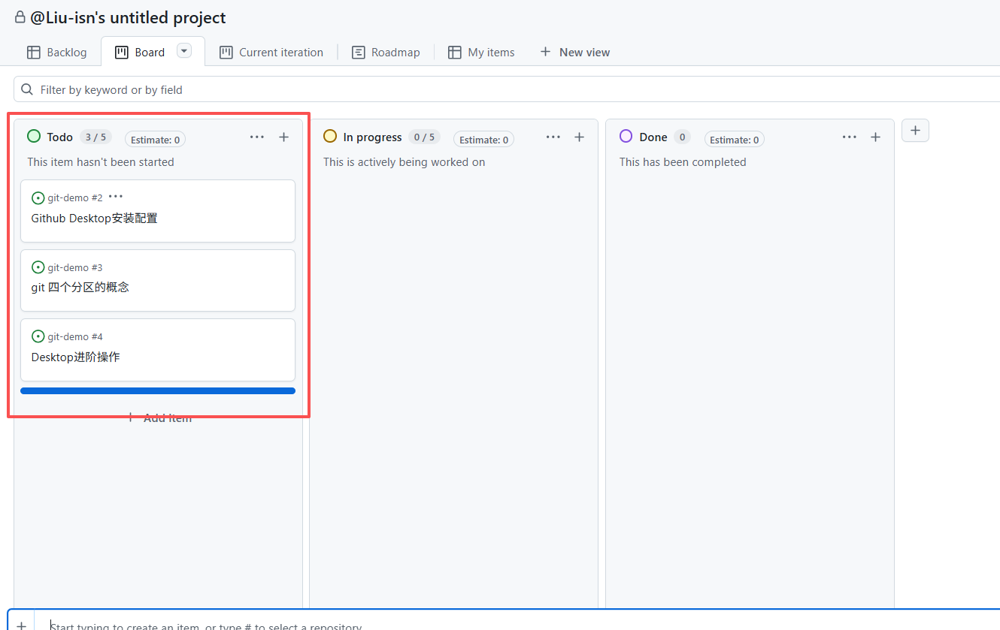 @Liu-isn's untitled project
Backlog
Board
Current iteration
Roadmap
My items
New view
Filter by keyword or by field
Todo 3 / 5 Estimate: 0
This item hasn't been started
git-demo #2
Github Desktop安装配置
git-demo #3
git 四个分区的概念
git-demo #4
Desktop进阶操作
Add item
In progress 0 / 5 Estimate: 0
This is actively being worked on
Done 0 Estimate: 0
This has been completed
Start typing to create an item, or type # to select a repository